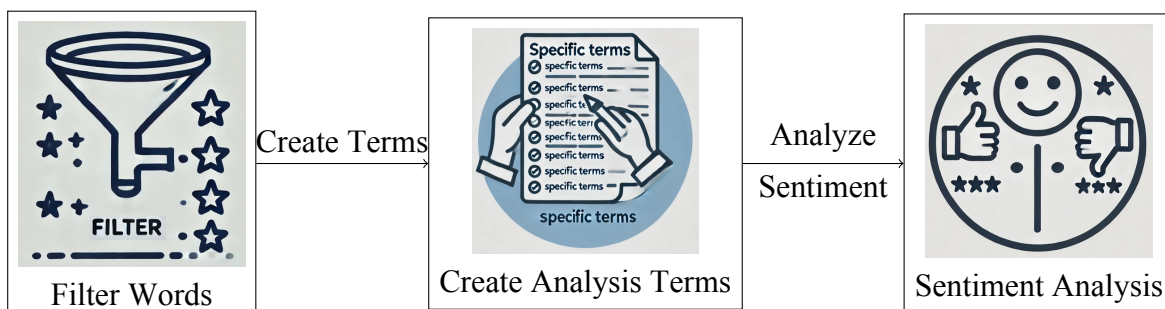 FILTER
Filter Words
Create Terms
Specific terms
specific terms
specific terms
specific terms
specific terms
specific terms
specific terms
specific terms
specific terms
Create Analysis Terms
Analyze
Sentiment
Sentiment Analysis